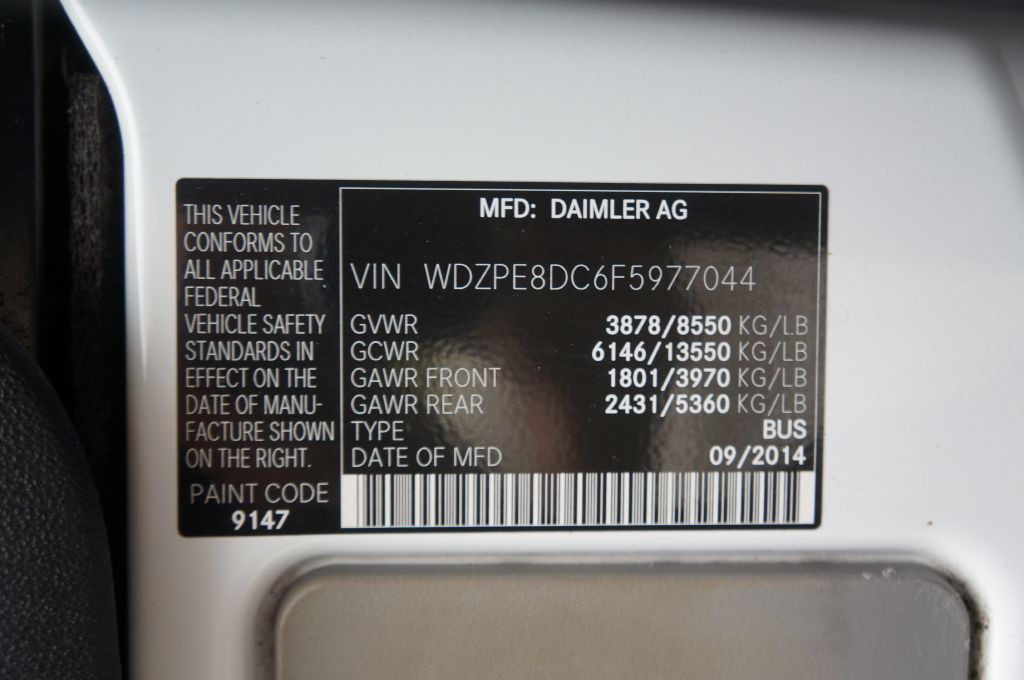 THIS VEHICLE
CONFORMS TO
ALL APPLICABLE
FEDERAL
VEHICLE SAFETY
STANDARDS IN
EFFECT ON THE
DATE OF MANU-
FACTURE SHOWN
ON THE RIGHT.
PAINT CODE
9147
MFD: DAIMLER AG
VIN WDZPE8DC6F5977044
GVWR 3878/8550 KG/LB
GCWR 6146/13550 KG/LB
GAWR FRONT 1801/3970 KG/LB
GAWR REAR 2431/5360 KG/LB
TYPE BUS
DATE OF MFD 09/2014